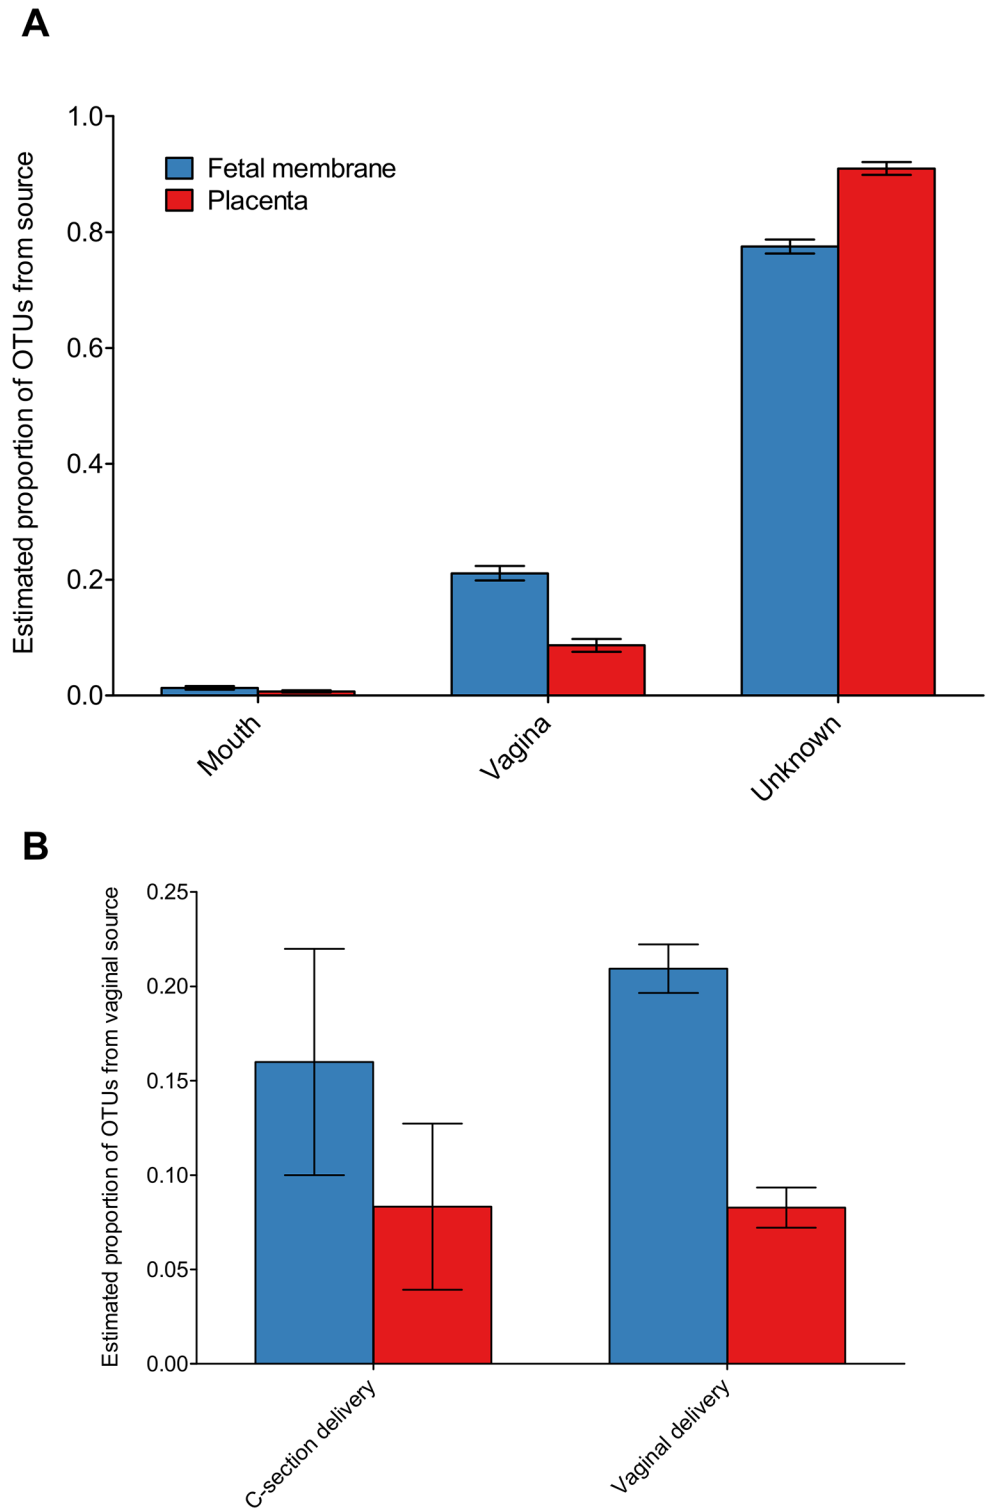 A
Estimated proportion of OTUs from source
1.0
0.8
0.6
0.4
0.2
0.0
Fetal membrane
Placenta
Mouth
Vagina
Unknown
B
Estimated proportion of OTUs from vaginal source
0.25
0.20
0.15
0.10
0.05
0.00
C-section delivery
Vaginal delivery